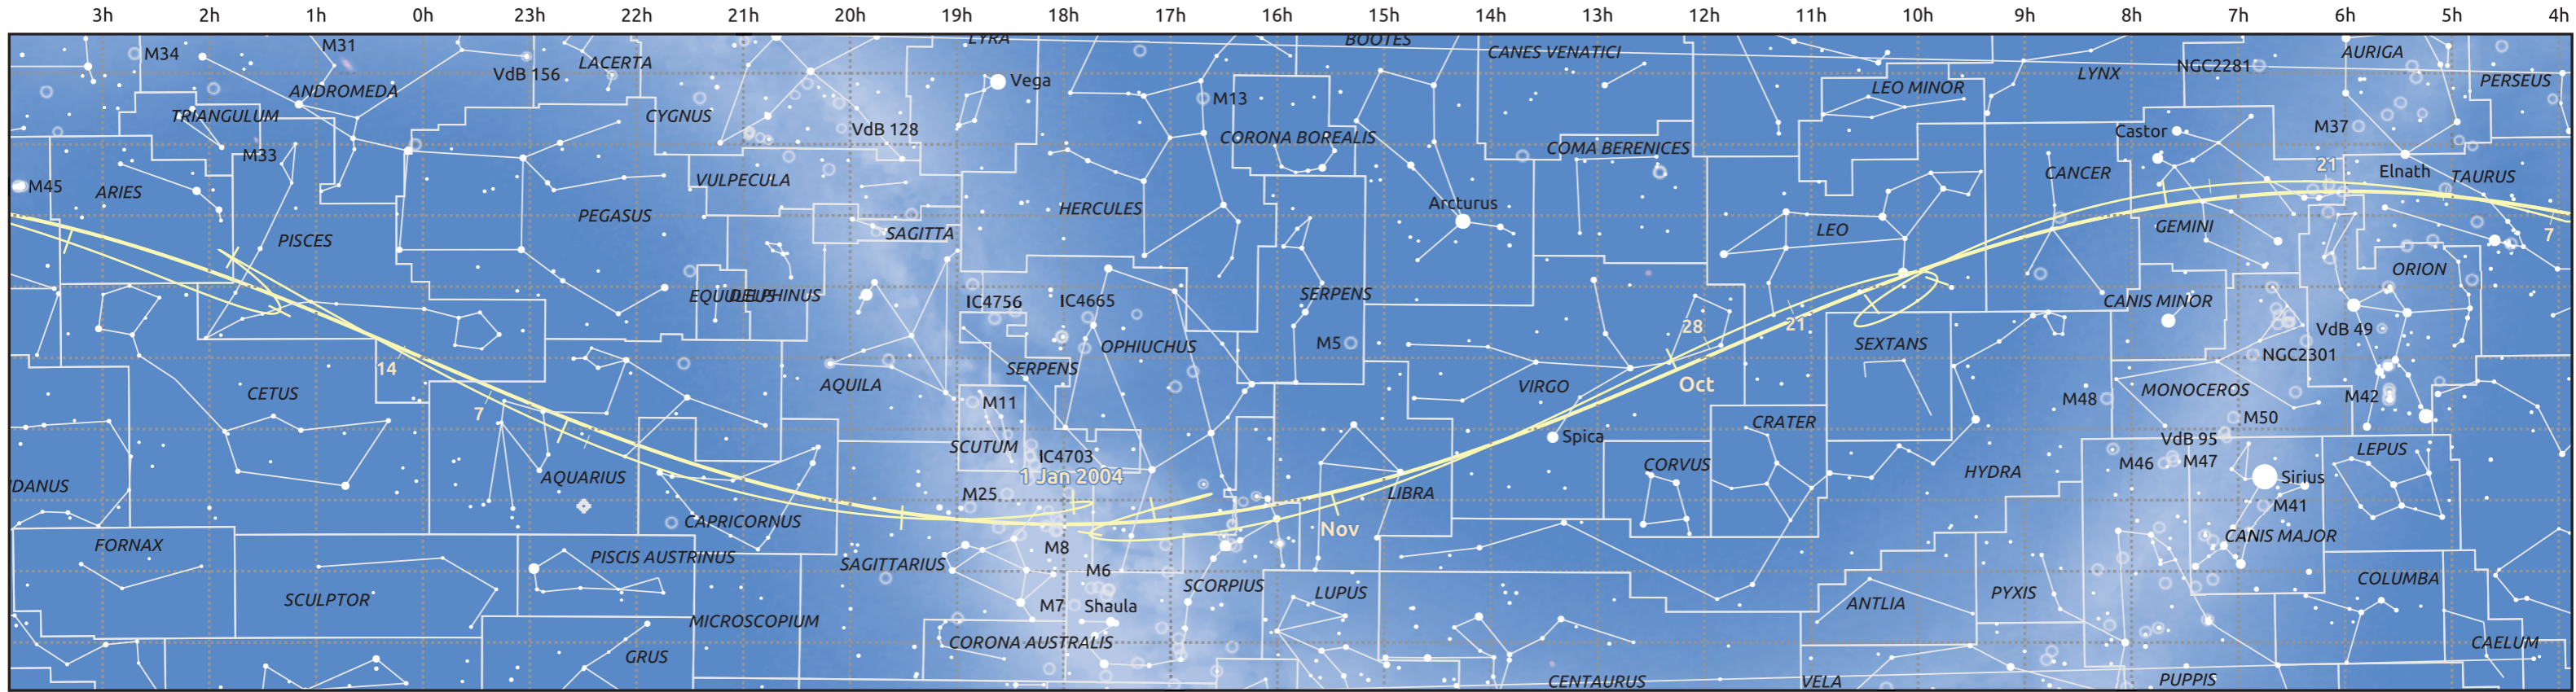 3h 2h 1h 0h 23h 22h 21h 20h 19h 18h 17h 16h 15h 14h 13h 12h 11h 10h 9h 8h 7h 6h 5h 4h
M34
M31
VdB 156
LACERTA
LYRA
Vega
BOOTES
CANES VENATICI
LEO MINOR
LYNX
NGC2281
AURIGA
PERSEUS
ANDROMEDA
TRIANGULUM
CYGNUS
VdB 128
M13
CORONA BOREALIS
COMA BERENICES
Castor
M37
M33
M45
ARIES
VULPECULA
CANCER
21
Elnath
TAURUS
PISCES
PEGASUS
SAGITTA
HERCULES
Arcturus
LEO
GEMINI
7
EQUULEUS
DELPHINUS
IC4756
IC4665
SERPENS
ORION
CANIS MINOR
14
CETUS
7
AQUILA
SERPENS
OPHIUCHUS
M5
VIRGO
28
Oct
21
SEXTANS
VdB 49
NGC2301
M11
MONOCEROS
M48
M42
M50
SCUTUM
IC4703
1 Jan 2004
Spica
CRATER
VdB 95
LEPUS
IDANUS
AQUARIUS
M25
LIBRA
CORVUS
HYDRA
M46
M47
Sirius
M41
CAPRICORNUS
Nov
FORNAX
PISCIS AUSTRINUS
SAGITTARIUS
M8
M6
SCORPIUS
CANIS MAJOR
SCULPTOR
M7
Shaula
LUPUS
ANTLIA
PYXIS
COLUMBA
MICROSCOPIUM
GRUS
CORONA AUSTRALIS
CENTAURUS
VELA
PUPPIS
CAELUM